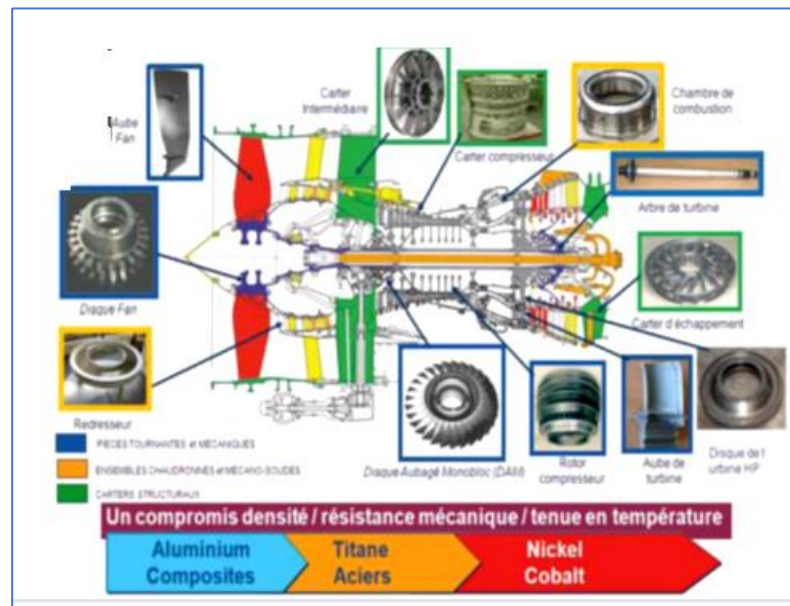 Aube
Fan
Carter
Intermédiaire
Carter compresseur
Chambre de
combustion
Arbre de turbine
Disque Fan
Carter d'échappement
Redresseur
PIECES TOURNANTES et MECANIQUES
ENSEMBLES CHAUDRONNES et MECANO-SOUDES
CARTERS STRUCTURAUX
Disque Aubagé Monobloc (DAM)
Rotor
compresseur
Aube de
turbine
Disque de t
urbine HP
Un compromis densité / résistance mécanique / tenue en température
Aluminium
Composites
Titane
Aciers
Nickel
Cobalt